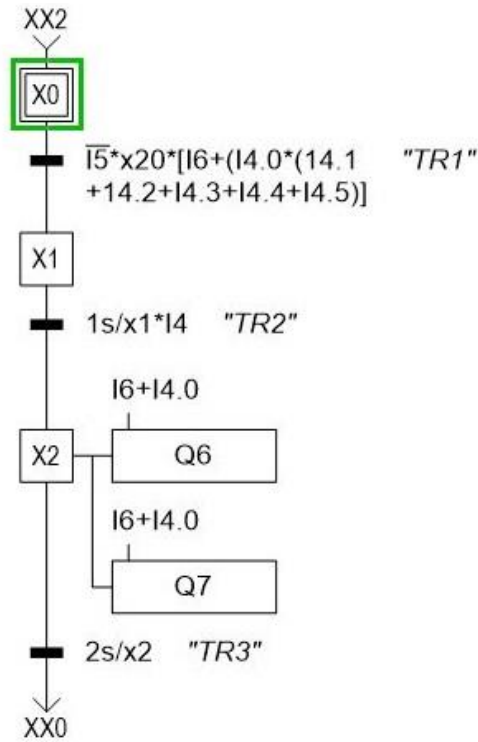 XX2
X0
I̅5̅*x20*[I6+(I4.0*(14.1 "TR1"
+14.2+I4.3+I4.4+I4.5)]
X1
1s/x1*I4 "TR2"
I6+I4.0
X2 Q6
I6+I4.0
Q7
2s/x2 "TR3"
XX0